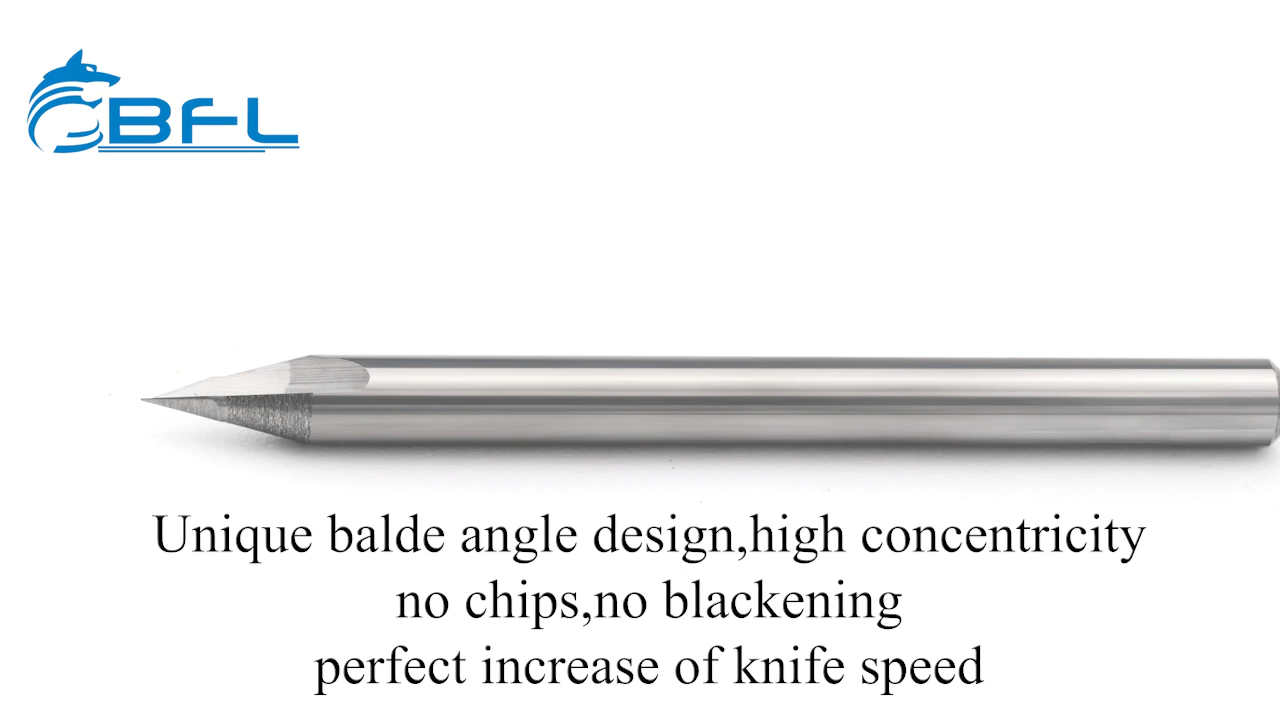 BFL
Unique balde angle design,high concentricity
no chips,no blackening
perfect increase of knife speed